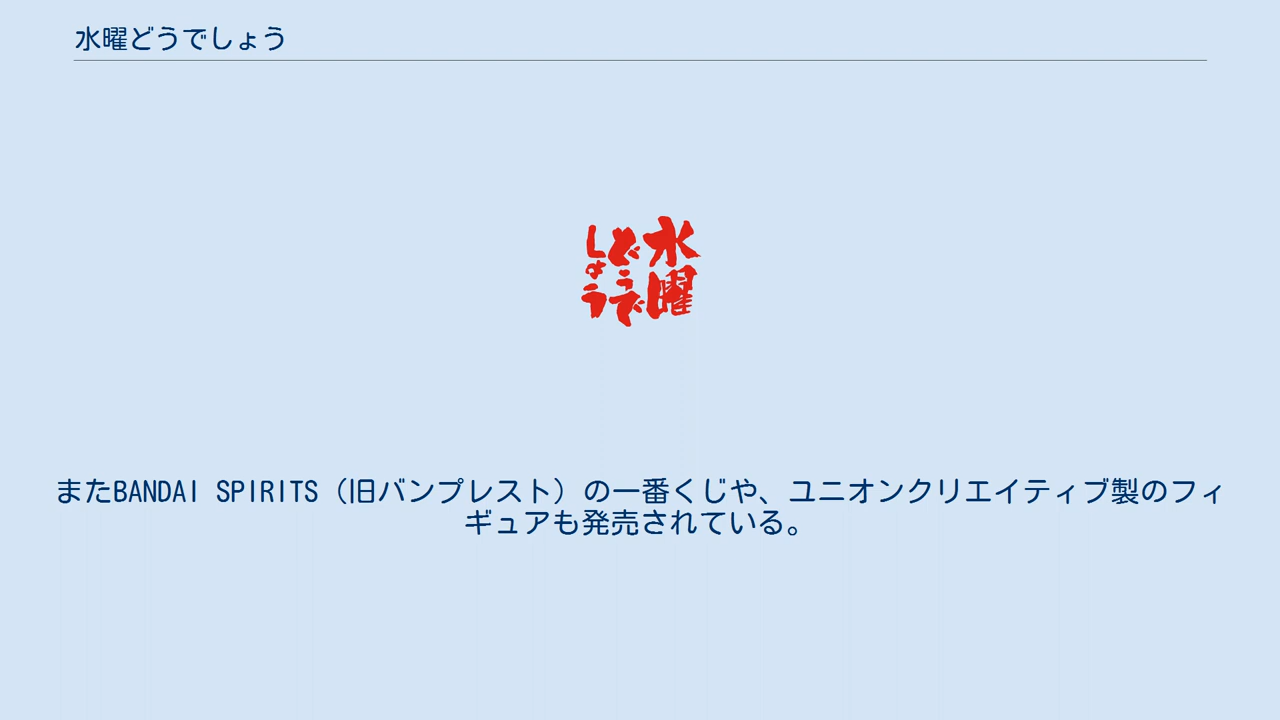 水曜どうでしょう
水曜
どうで
しょう
またBANDAI SPIRITS（旧バンプレスト）の一番くじや、ユニオンクリエイティブ製のフィ
ギュアも発売されている。